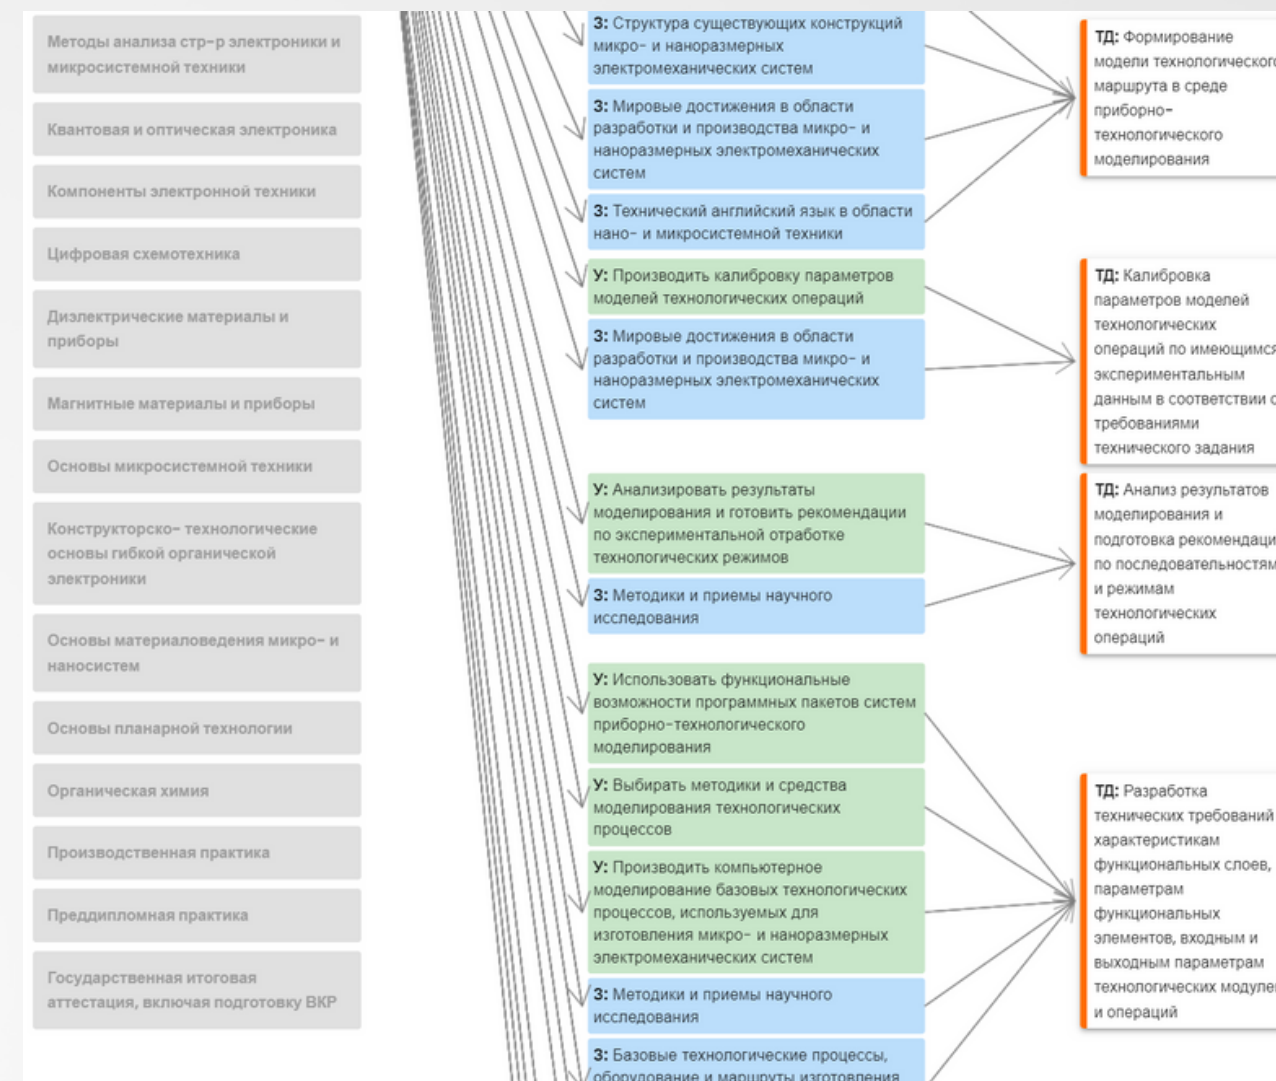 Методы анализа стр-р электроники и
микросистемной техники
Квантовая и оптическая электроника
Компоненты электронной техники
Цифровая схемотехника
Диэлектрические материалы и
приборы
Магнитные материалы и приборы
Основы микросистемной техники
Конструкторско- технологические
основы гибкой органической
электроники
Основы материаловедения микро- и
наносистем
Основы планарной технологии
Органическая химия
Производственная практика
Преддипломная практика
Государственная итоговая
аттестация, включая подготовку ВКР
З: Структура существующих конструкций
микро- и наноразмерных
электромеханических систем
З: Мировые достижения в области
разработки и производства микро- и
наноразмерных электромеханических
систем
З: Технический английский язык в области
нано- и микросистемной техники
У: Производить калибровку параметров
моделей технологических операций
З: Мировые достижения в области
разработки и производства микро- и
наноразмерных электромеханических
систем
У: Анализировать результаты
моделирования и готовить рекомендации
по экспериментальной отработке
технологических режимов
З: Методики и приемы научного
исследования
У: Использовать функциональные
возможности программных пакетов систем
приборно-технологического
моделирования
У: Выбирать методики и средства
моделирования технологических
процессов
У: Производить компьютерное
моделирование базовых технологических
процессов, используемых для
изготовления микро- и наноразмерных
электромеханических систем
З: Методики и приемы научного
исследования
З: Базовые технологические процессы,
оборудование и маршруты изготовления
ТД: Формирование
модели технологического
маршрута в среде
приборно-
технологического
моделирования
ТД: Калибровка
параметров моделей
технологических
операций по имеющимся
экспериментальным
данным в соответствии с
требованиями
технического задания
ТД: Анализ результатов
моделирования и
подготовка рекомендаци
по последовательностям
и режимам
технологических
операций
ТД: Разработка
технических требований
характеристикам
функциональных слоев,
параметрам
функциональных
элементов, входным и
выходным параметрам
технологических модулей
и операций